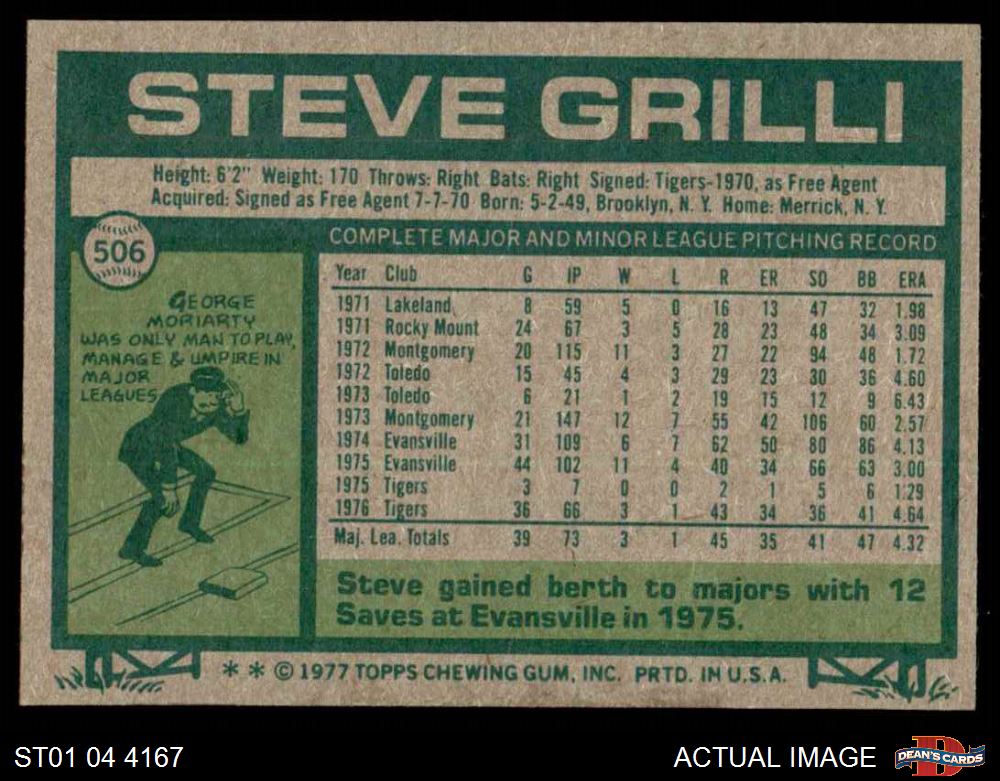 STEVE GRILLI
Height: 6'2" Weight: 170 Throws: Right Bats: Right Signed: Tigers-1970, as Free Agent
Acquired: Signed as Free Agent 7-7-70 Born: 5-2-49, Brooklyn, N. Y. Home: Merrick, N. Y.
506
GEORGE
MORIARTY
WAS ONLY MAN TO PLAY,
MANAGE & UMPIRE IN
MAJOR
LEAGUES
COMPLETE MAJOR AND MINOR LEAGUE PITCHING RECORD
Year Club G IP W L R ER SO BB ERA
1971 Lakeland 8 59 5 0 16 13 47 32 1.98
1971 Rocky Mount 24 67 3 5 28 23 48 34 3.09
1972 Montgomery 20 115 11 3 27 22 94 48 1.72
1972 Toledo 15 45 4 3 29 23 30 36 4.60
1973 Toledo 6 21 1 2 19 15 12 9 6.43
1973 Montgomery 21 147 12 7 55 42 106 60 2.57
1974 Evansville 31 109 6 7 62 50 80 86 4.13
1975 Evansville 44 102 11 4 40 34 66 63 3.00
1975 Tigers 3 7 0 0 2 1 5 6 1.29
1976 Tigers 36 66 3 1 43 34 36 41 4.64
Maj. Lea. Totals 39 73 3 1 45 35 41 47 4.32
Steve gained berth to majors with 12
Saves at Evansville in 1975.
* * © 1977 TOPPS CHEWING GUM, INC. PRTD. IN U.S.A.
ST01 04 4167
ACTUAL IMAGE
D
DEAN'S CARDS